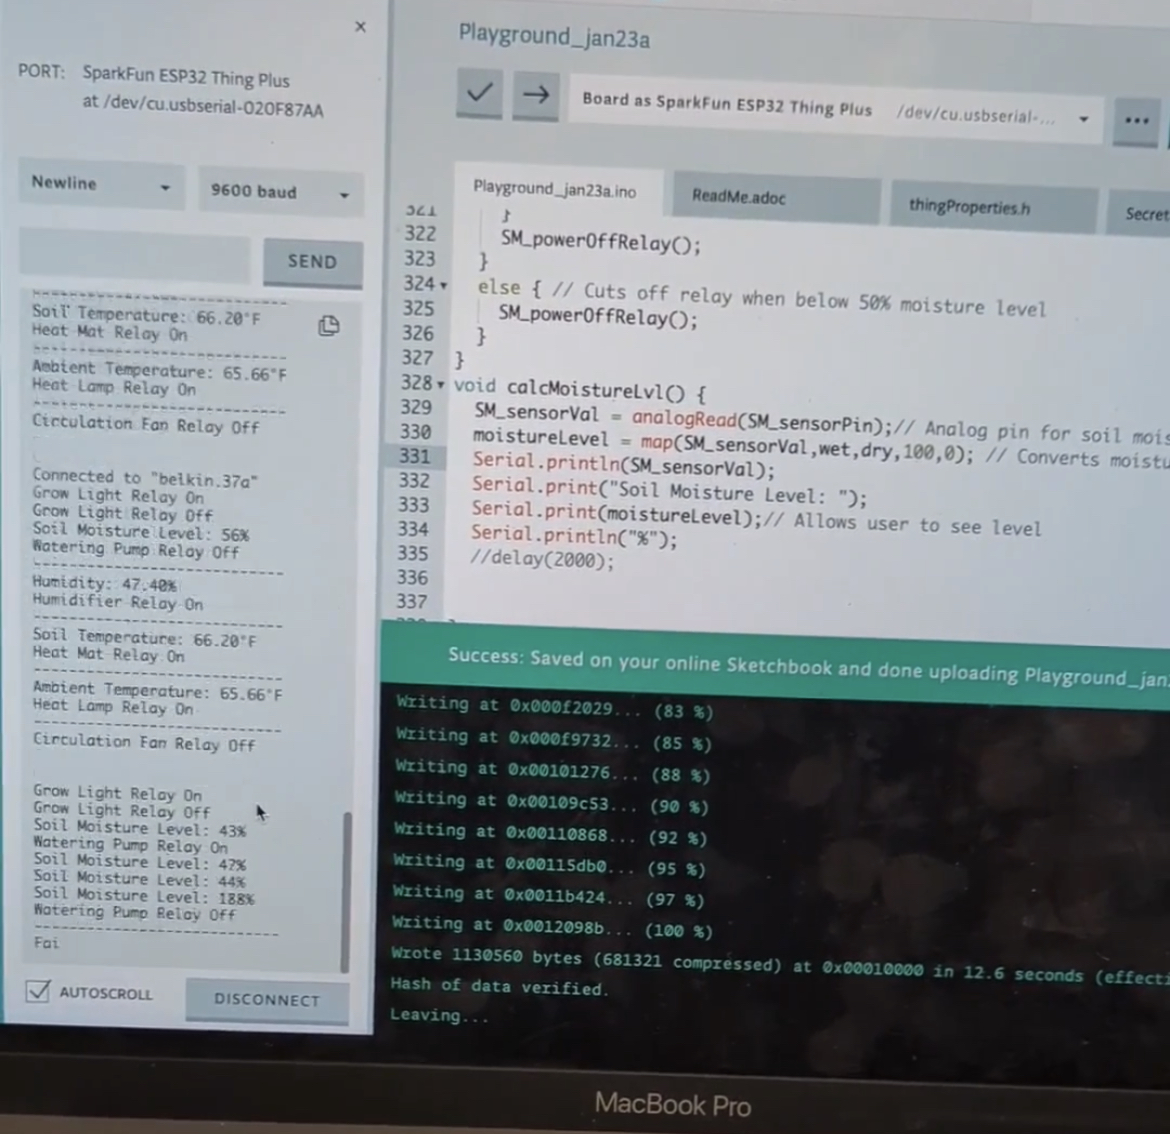 ×
PORT: SparkFun ESP32 Thing Plus
at /dev/cu.usbserial-020F87AA
Newline
9600 baud
SEND
------------------------------
Soil Temperature: 66.20°F
Heat Mat Relay On
------------------------------
Ambient Temperature: 65.66°F
Heat Lamp Relay On
------------------------------
Circulation Fan Relay Off
Connected to "belkin.37a"
Grow Light Relay On
Grow Light Relay Off
Soil Moisture Level: 56%
Watering Pump Relay Off
------------------------------
Humidity: 47.40%
Humidifier Relay On
------------------------------
Soil Temperature: 66.20°F
Heat Mat Relay On
------------------------------
Ambient Temperature: 65.66°F
Heat Lamp Relay On
------------------------------
Circulation Fan Relay Off
Grow Light Relay On
Grow Light Relay Off
Soil Moisture Level: 43%
Watering Pump Relay On
Soil Moisture Level: 47%
Soil Moisture Level: 44%
Soil Moisture Level: 188%
Watering Pump Relay Off
------------------------------
Fai
AUTOSCROLL
DISCONNECT
Playground_jan23a
Board as SparkFun ESP32 Thing Plus /dev/cu.usbserial-... ...
Playground_jan23a.ino
ReadMe.adoc
thingProperties.h
Secret
321 }
322 SM_powerOffRelay();
323 }
324 else { // Cuts off relay when below 50% moisture level
325 SM_powerOffRelay();
326 }
327 }
328 void calcMoistureLvl() {
329 SM_sensorVal = analogRead(SM_sensorPin);// Analog pin for soil mois
330 moistureLevel = map(SM_sensorVal,wet,dry,100,0); // Converts moistu
331 Serial.println(SM_sensorVal);
332 Serial.print("Soil Moisture Level: ");
333 Serial.print(moistureLevel);// Allows user to see level
334 Serial.println("%");
335 //delay(2000);
336
337
Success: Saved on your online Sketchbook and done uploading Playground_jan
Writing at 0x000f2029... (83 %)
Writing at 0x000f9732... (85 %)
Writing at 0x00101276... (88 %)
Writing at 0x00109c53... (90 %)
Writing at 0x00110868... (92 %)
Writing at 0x00115db0... (95 %)
Writing at 0x0011b424... (97 %)
Writing at 0x0012098b... (100 %)
Wrote 1130560 bytes (681321 compressed) at 0x00010000 in 12.6 seconds (effecti
Hash of data verified.
Leaving...
MacBook Pro